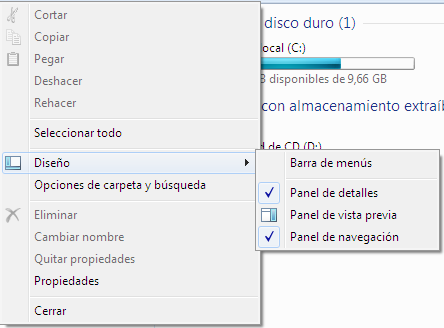 Cortar
Copiar
Pegar
Deshacer
Rehacer
Seleccionar todo
Diseño
Opciones de carpeta y búsqueda
Eliminar
Cambiar nombre
Quitar propiedades
Propiedades
Cerrar
disco duro (1)
ocal (C:)
disponibles de 9,66 GB
con almacenamiento extraíb
d de CD (D:)
Barra de menús
Panel de detalles
Panel de vista previa
Panel de navegación